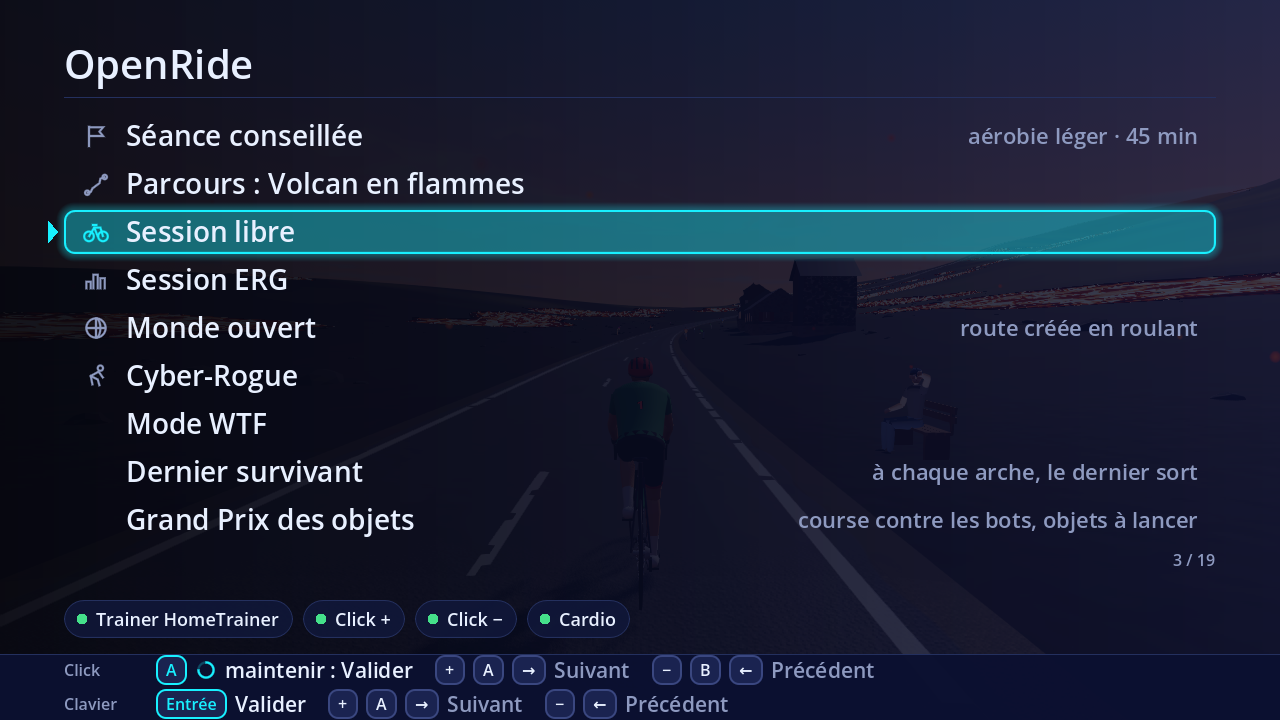 OpenRide
Séance conseillée aérobie léger · 45 min
Parcours : Volcan en flammes
Session libre
Session ERG
Monde ouvert route créée en roulant
Cyber-Rogue
Mode WTF
Dernier survivant à chaque arche, le dernier sort
Grand Prix des objets course contre les bots, objets à lancer
3 / 19
Trainer HomeTrainer Click + Click − Cardio
Click A maintenir : Valider + A → Suivant − B ← Précédent
Clavier Entrée Valider + A → Suivant − ← Précédent